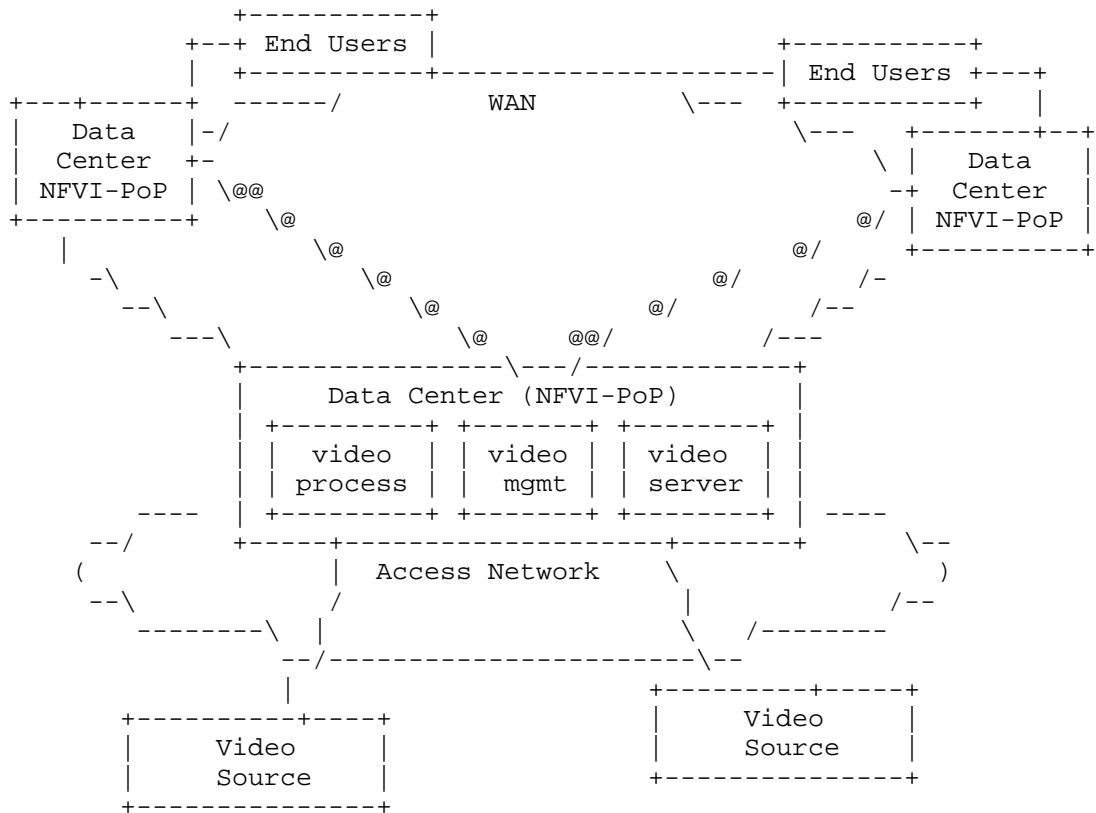 End Users
End Users
WAN
Data
Center
NFVI-PoP
Data
Center
NFVI-PoP
@@
@
@
@
@
@
@@
@
@
@
@
Data Center (NFVI-PoP)
video
process
video
mgmt
video
server
Access Network
Video
Source
Video
Source